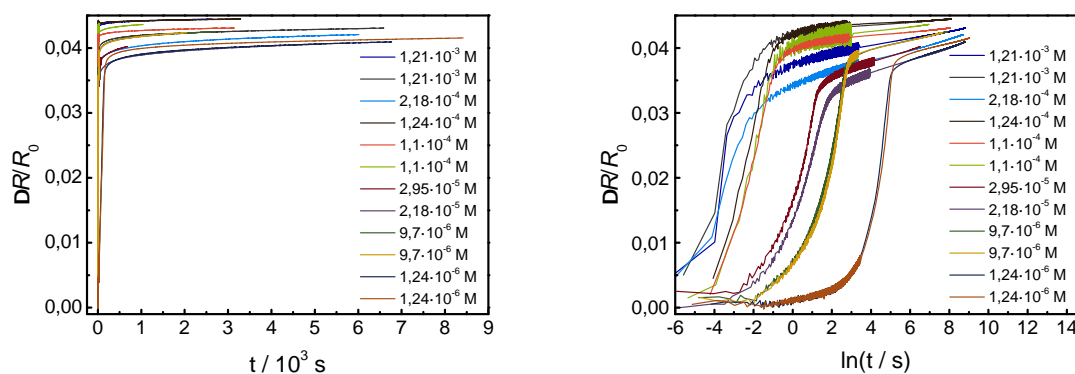 0,04
0,03
0,02
0,01
0,00
DR/R₀
0 1 2 3 4 5 6 7 8 9
t / 10³ s
1,21·10⁻³ M
1,21·10⁻³ M
2,18·10⁻⁴ M
1,24·10⁻⁴ M
1,1·10⁻⁴ M
1,1·10⁻⁴ M
2,95·10⁻⁵ M
2,18·10⁻⁵ M
9,7·10⁻⁶ M
9,7·10⁻⁶ M
1,24·10⁻⁶ M
1,24·10⁻⁶ M
0,04
0,03
0,02
0,01
0,00
DR/R₀
-6 -4 -2 0 2 4 6 8 10 12 14
ln(t / s)
1,21·10⁻³ M
1,21·10⁻³ M
2,18·10⁻⁴ M
1,24·10⁻⁴ M
1,1·10⁻⁴ M
1,1·10⁻⁴ M
2,95·10⁻⁵ M
2,18·10⁻⁵ M
9,7·10⁻⁶ M
9,7·10⁻⁶ M
1,24·10⁻⁶ M
1,24·10⁻⁶ M